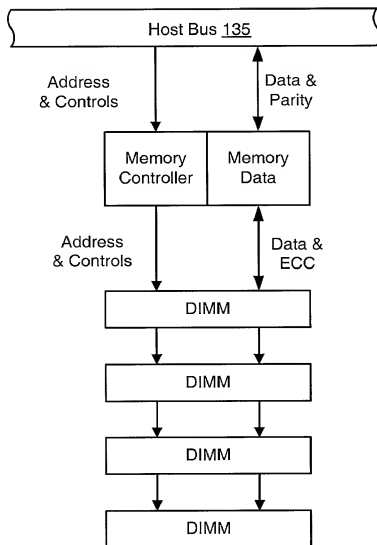 Host Bus 135
Address
& Controls
Data &
Parity
Memory
Controller
Memory
Data
Address
& Controls
Data &
ECC
DIMM
DIMM
DIMM
DIMM